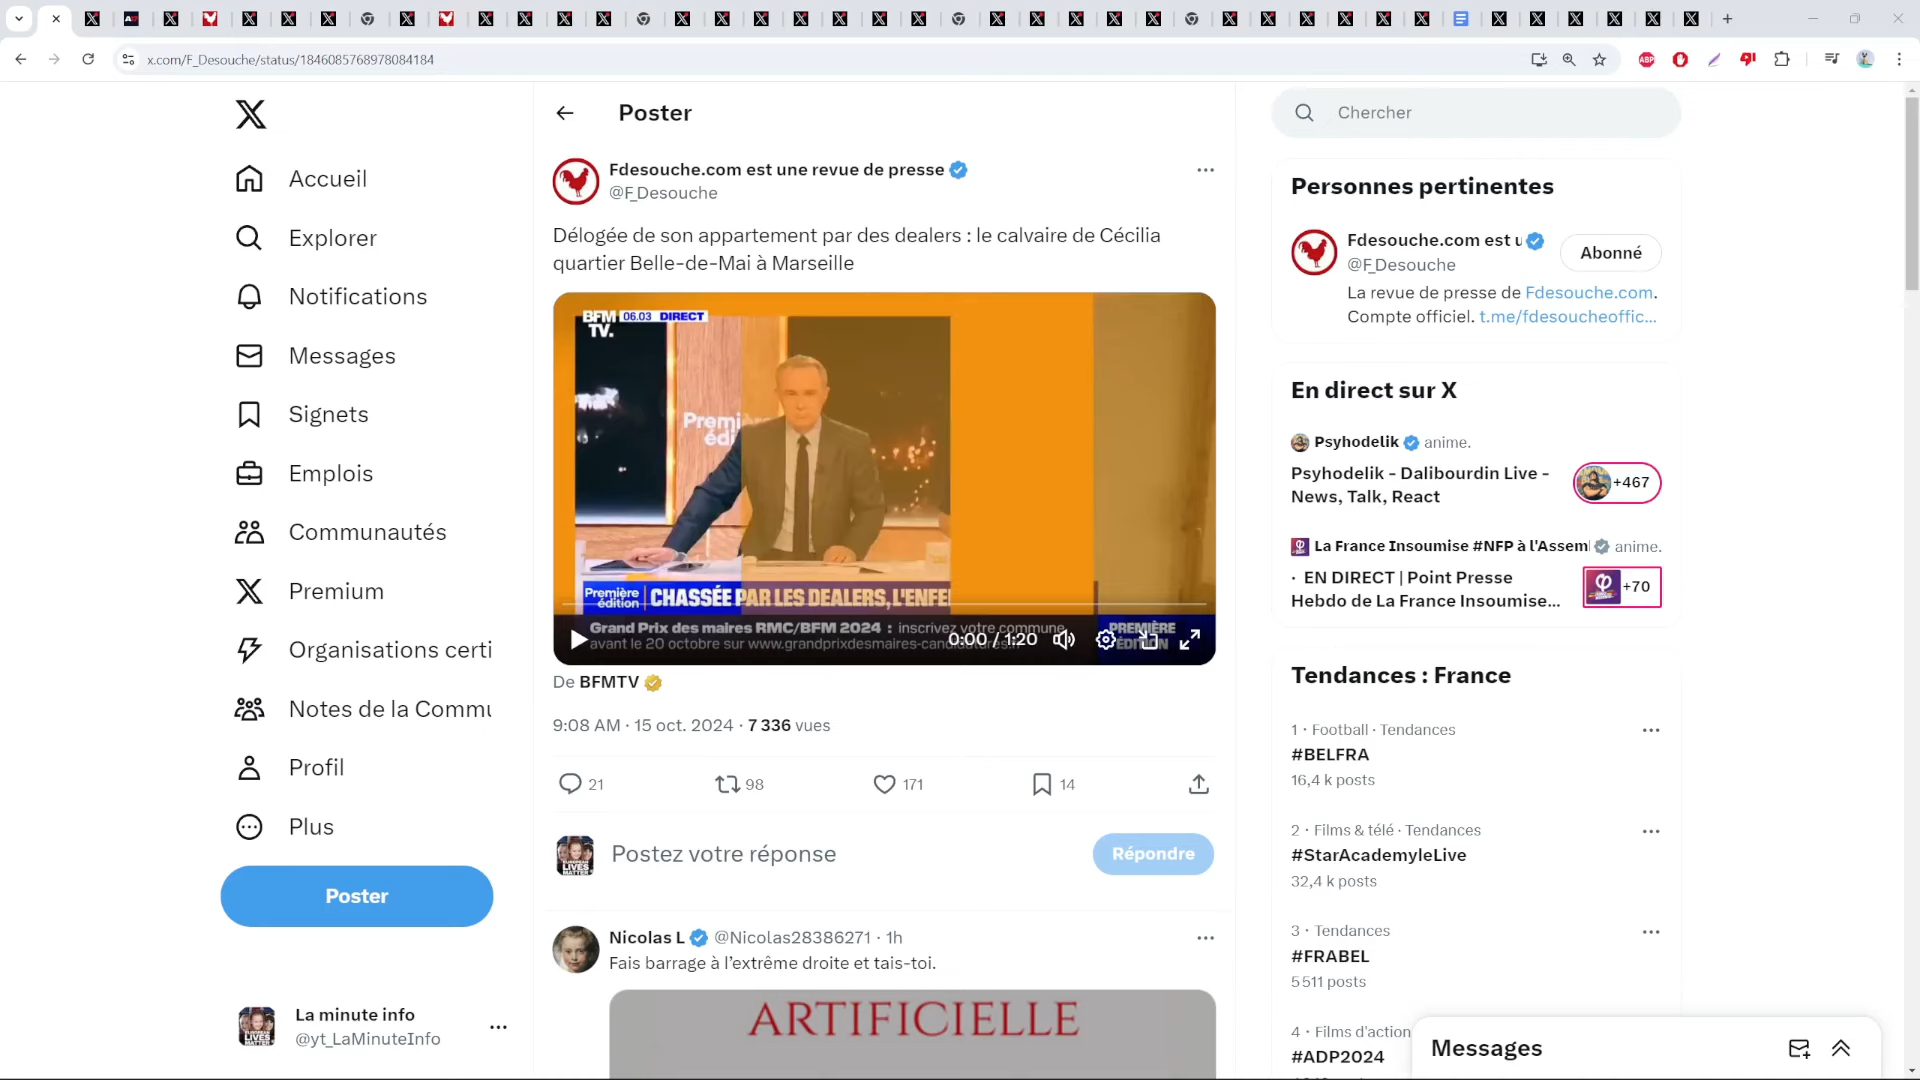 x.com/F_Desouche/status/1846085768978084184
Accueil
Explorer
Notifications
Messages
Signets
Emplois
Communautés
Premium
Organisations certi
Notes de la Commu
Profil
Plus
Poster
La minute info
@yt_LaMinuteInfo
Poster
Fdesouche.com est une revue de presse
@F_Desouche
Délogée de son appartement par des dealers : le calvaire de Cécilia
quartier Belle-de-Mai à Marseille
BFM 06.03 DIRECT
TV.
Première
édition
CHASSÉE PAR LES DEALERS, L'ENFE
Grand Prix des maires RMC/BFM 2024 : inscrivez votre commune
avant le 20 octobre sur
PREMIÈRE
ÉDITION
0:00 / 1:20
De BFMTV
9:08 AM · 15 oct. 2024 · 7 336 vues
21
98
171
14
Postez votre réponse
Répondre
Nicolas L @Nicolas28386271 · 1h
Fais barrage à l’extrême droite et tais-toi.
ARTIFICIELLE
Chercher
Personnes pertinentes
Fdesouche.com est u
@F_Desouche
Abonné
La revue de presse de Fdesouche.com.
Compte officiel. t.me/fdesoucheoffic...
En direct sur X
Psyhodelik anime.
Psyhodelik - Dalibourdin Live -
News, Talk, React
+467
La France Insoumise #NFP à l'Assem anime.
· EN DIRECT | Point Presse
Hebdo de La France Insoumise...
+70
Tendances : France
1 · Football · Tendances
#BELFRA
16,4 k posts
2 · Films & télé · Tendances
#StarAcademyleLive
32,4 k posts
3 · Tendances
#FRABEL
5 511 posts
4 · Films d'action
#ADP2024
Messages